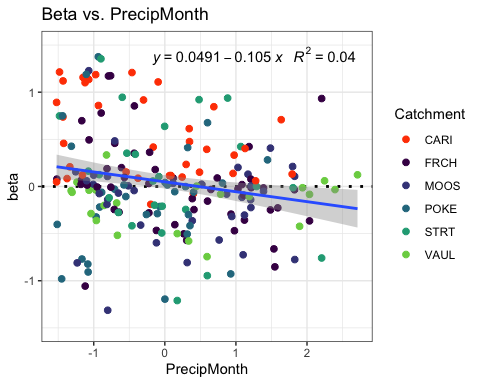 Beta vs. PrecipMonth
y = 0.0491 – 0.105 x R² = 0.04
1
0
-1
beta
-1 0 1 2
PrecipMonth
Catchment
CARI
FRCH
MOOS
POKE
STRT
VAUL